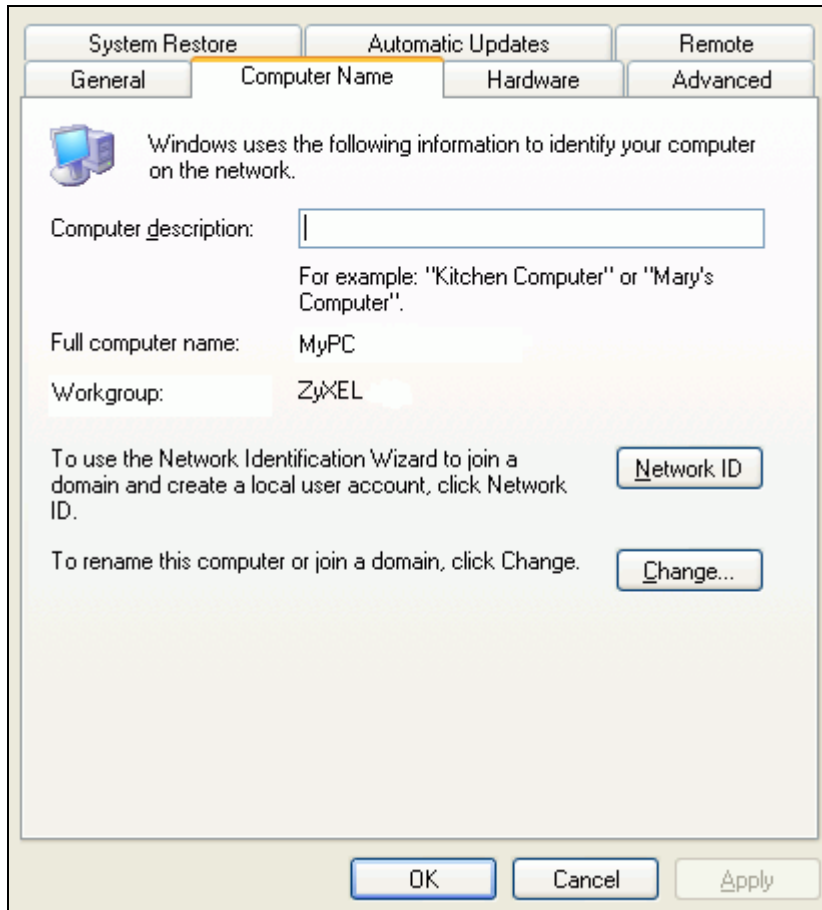 System Restore
Automatic Updates
Remote
General
Computer Name
Hardware
Advanced
Windows uses the following information to identify your computer
on the network.
Computer description:
For example: "Kitchen Computer" or "Mary's
Computer".
Full computer name:
MyPC
Workgroup:
ZyXEL
To use the Network Identification Wizard to join a
domain and create a local user account, click Network
ID.
Network ID
To rename this computer or join a domain, click Change.
Change...
OK
Cancel
Apply